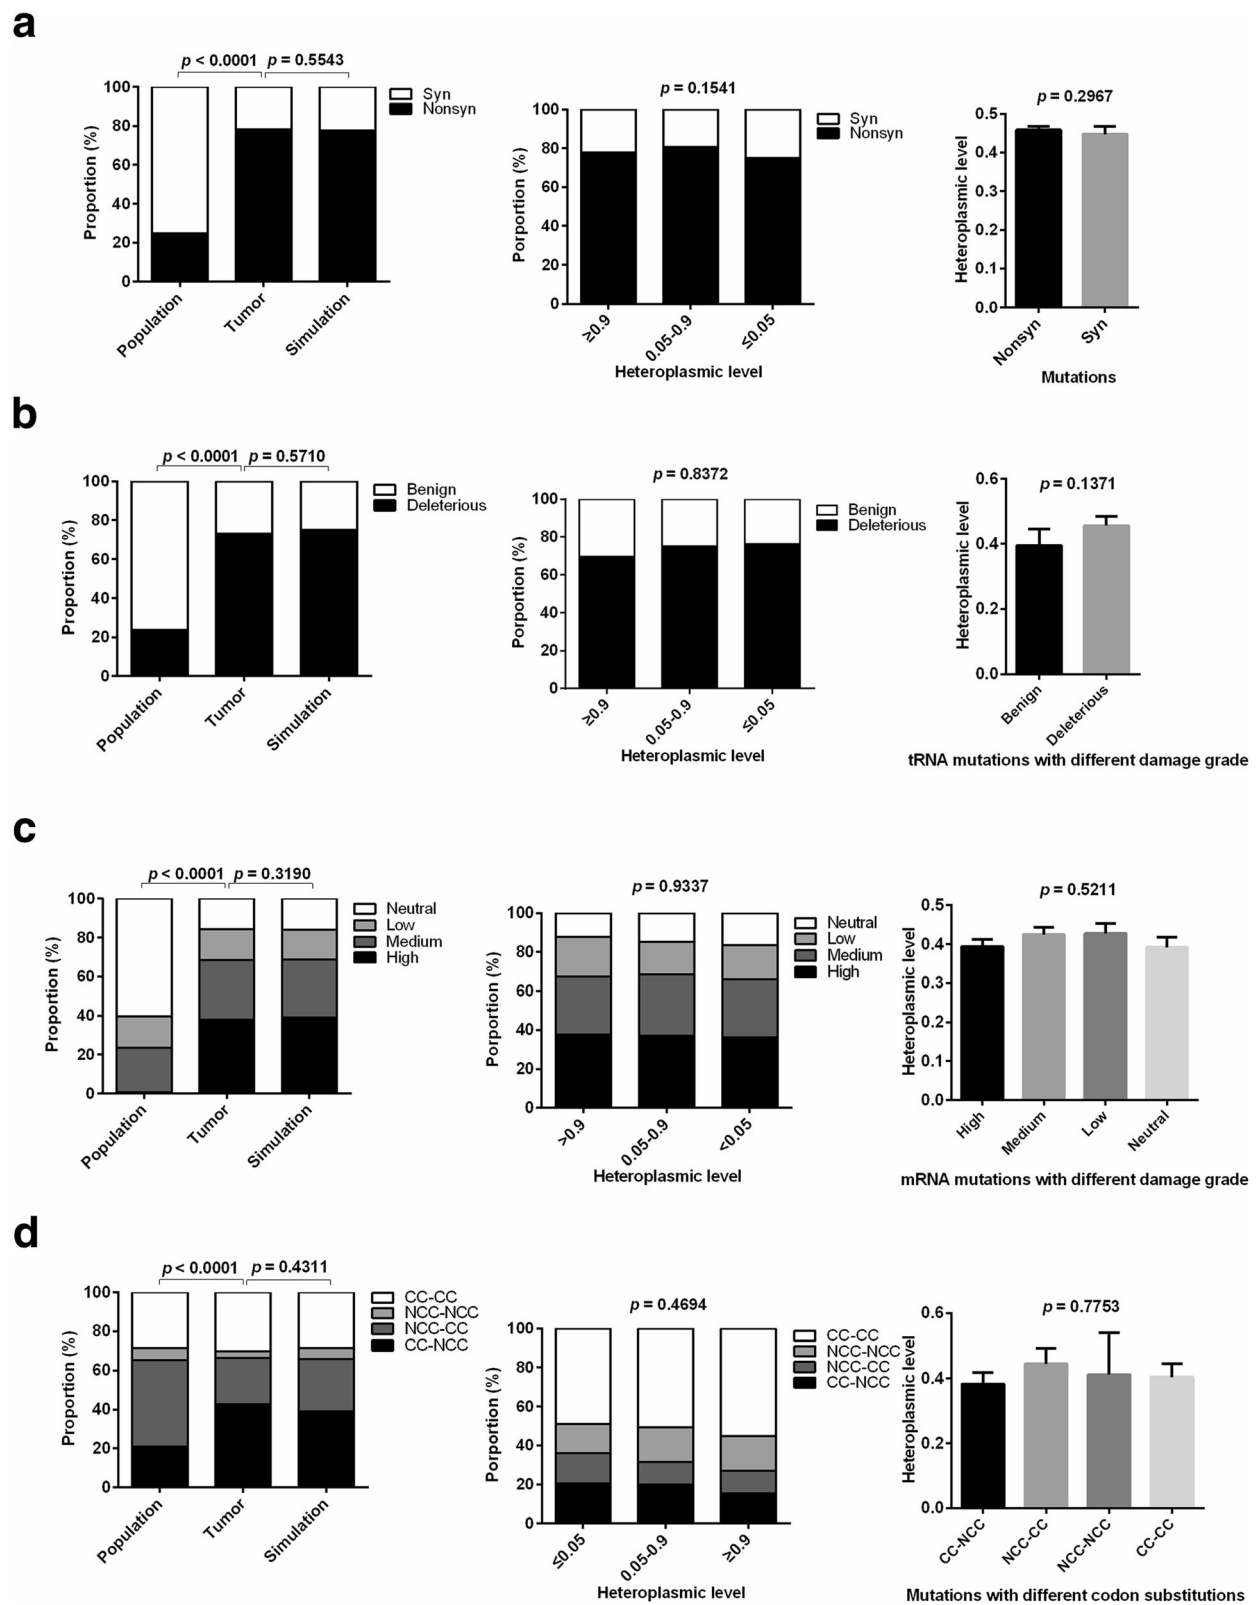 a
p < 0.0001 p = 0.5543
100
80
60
40
20
0
Proportion (%)
Syn
Nonsyn
Population
Tumor
Simulation
p = 0.1541
100
80
60
40
20
0
Porportion (%)
Syn
Nonsyn
≥0.9
0.05-0.9
≤0.05
Heteroplasmic level
p = 0.2967
0.5
0.4
0.3
0.2
0.1
0.0
Heteroplasmic level
Nonsyn
Syn
Mutations
b
p < 0.0001 p = 0.5710
100
80
60
40
20
0
Proportion (%)
Benign
Deleterious
Population
Tumor
Simulation
p = 0.8372
100
80
60
40
20
0
Porportion (%)
Benign
Deleterious
≥0.9
0.05-0.9
≤0.05
Heteroplasmic level
p = 0.1371
0.6
0.4
0.2
0.0
Heteroplasmic level
Benign
Deleterious
tRNA mutations with different damage grade
c
p < 0.0001 p = 0.3190
100
80
60
40
20
0
Proportion (%)
Neutral
Low
Medium
High
Population
Tumor
Simulation
p = 0.9337
100
80
60
40
20
0
Porportion (%)
Neutral
Low
Medium
High
>0.9
0.05-0.9
<0.05
Heteroplasmic level
p = 0.5211
0.5
0.4
0.3
0.2
0.1
0.0
Heteroplasmic level
High
Medium
Low
Neutral
mRNA mutations with different damage grade
d
p < 0.0001 p = 0.4311
100
80
60
40
20
0
Proportion (%)
CC-CC
NCC-NCC
NCC-CC
CC-NCC
Population
Tumor
Simulation
p = 0.4694
100
80
60
40
20
0
Porportion (%)
CC-CC
NCC-NCC
NCC-CC
CC-NCC
≤0.05
0.05-0.9
≥0.9
Heteroplasmic level
p = 0.7753
0.6
0.4
0.2
0.0
Heteroplasmic level
CC-NCC
NCC-CC
NCC-NCC
CC-CC
Mutations with different codon substitutions